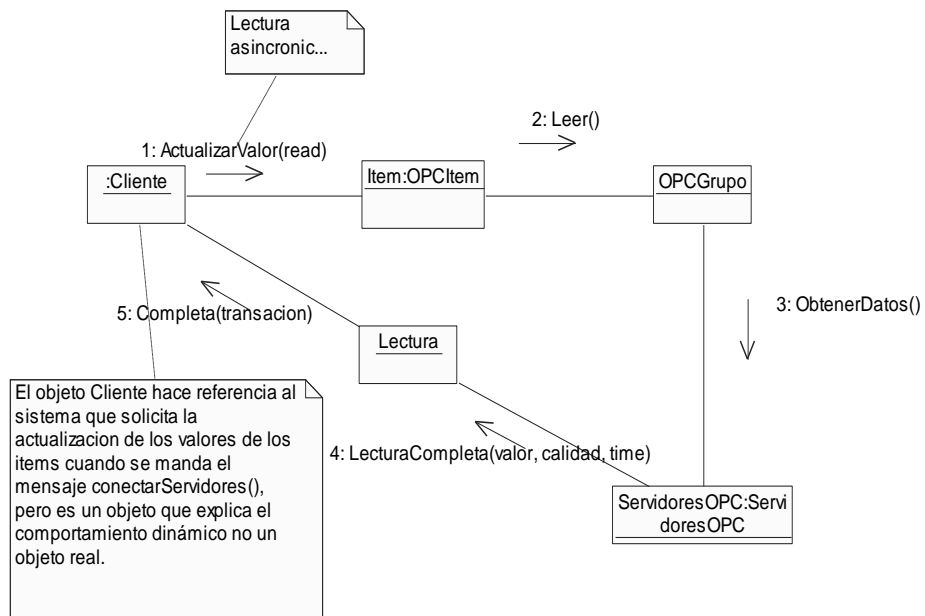 Lectura
asincronic...
2: Leer()
1: ActualizarValor(read)
:Cliente
Item:OPCItem
OPCGrupo
3: ObtenerDatos()
5: Completa(transacion)
Lectura
El objeto Cliente hace referencia al
sistema que solicita la
actualizacion de los valores de los
items cuando se manda el
mensaje conectarServidores(),
pero es un objeto que explica el
comportamiento dinámico no un
objeto real.
4: LecturaCompleta(valor, calidad, time)
ServidoresOPC:Servi
doresOPC